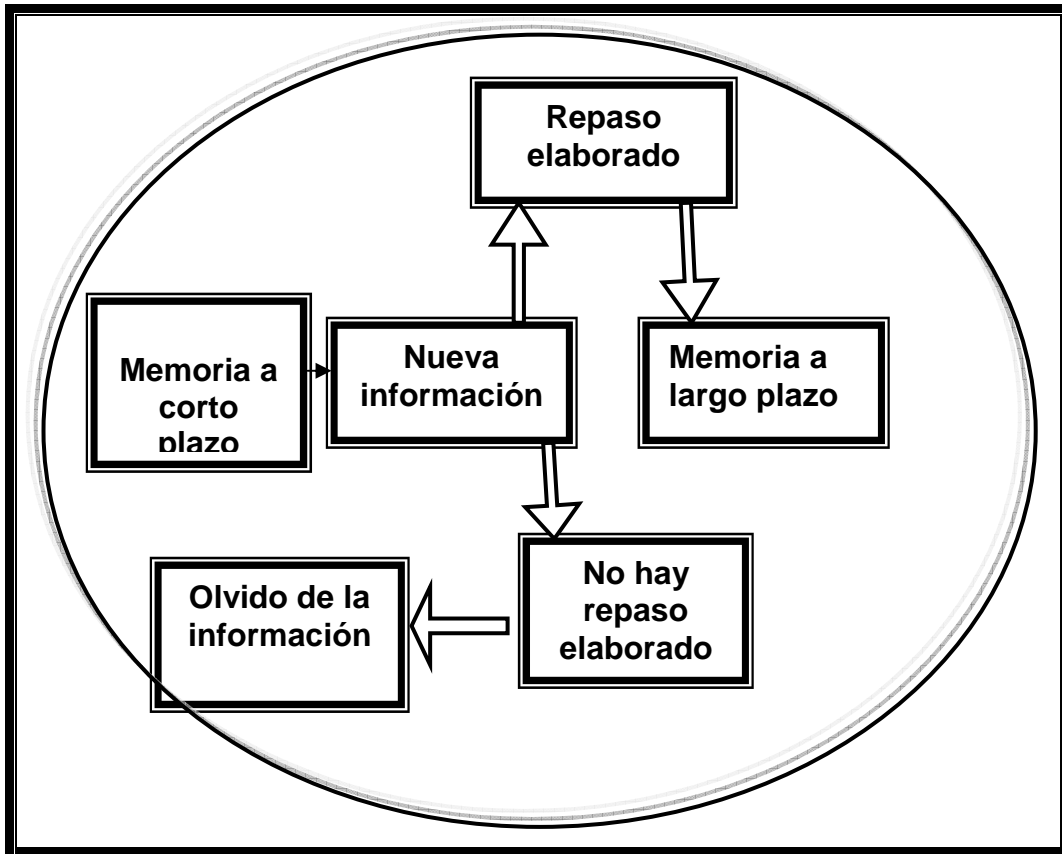 Repaso
elaborado
Memoria a
corto
plazo
Nueva
información
Memoria a
largo plazo
No hay
repaso
elaborado
Olvido de la
información